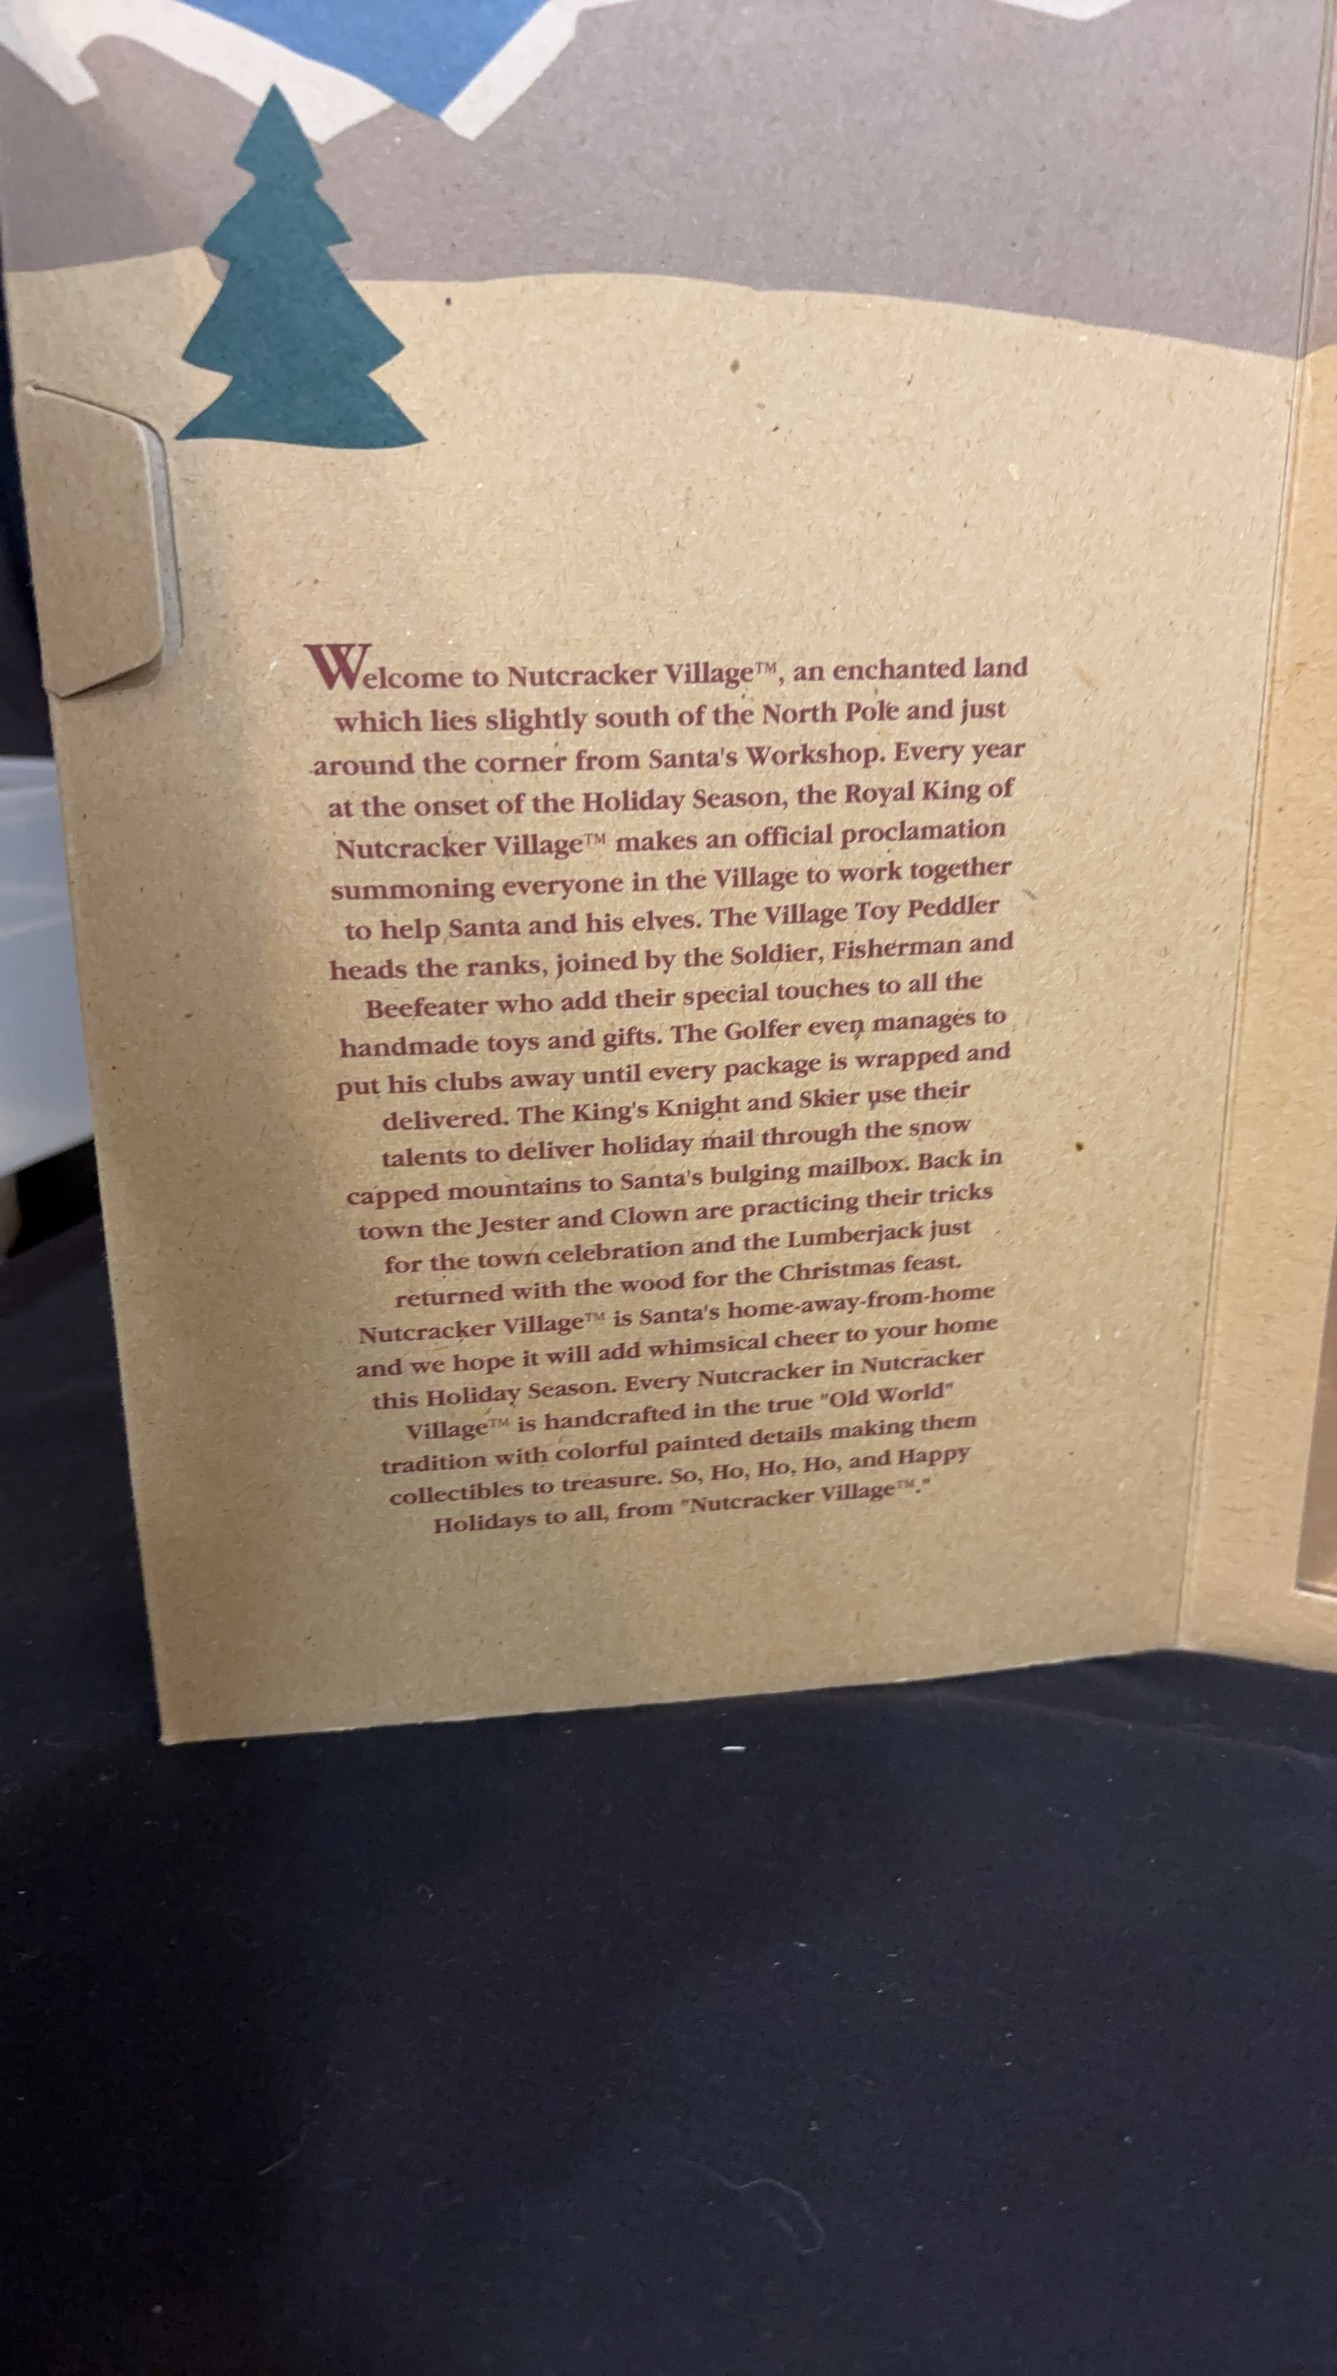 Welcome to Nutcracker Village™, an enchanted land
which lies slightly south of the North Pole and just
around the corner from Santa's Workshop. Every year
at the onset of the Holiday Season, the Royal King of
Nutcracker Village™ makes an official proclamation
summoning everyone in the Village to work together
to help Santa and his elves. The Village Toy Peddler
heads the ranks, joined by the Soldier, Fisherman and
Beefeater who add their special touches to all the
handmade toys and gifts. The Golfer even manages to
put his clubs away until every package is wrapped and
delivered. The King's Knight and Skier use their
talents to deliver holiday mail through the snow
capped mountains to Santa's bulging mailbox. Back in
town the Jester and Clown are practicing their tricks
for the town celebration and the Lumberjack just
returned with the wood for the Christmas feast.
Nutcracker Village™ is Santa's home-away-from-home
and we hope it will add whimsical cheer to your home
this Holiday Season. Every Nutcracker in Nutcracker
Village™ is handcrafted in the true "Old World"
tradition with colorful painted details making them
collectibles to treasure. So, Ho, Ho, Ho, and Happy
Holidays to all, from "Nutcracker Village™."